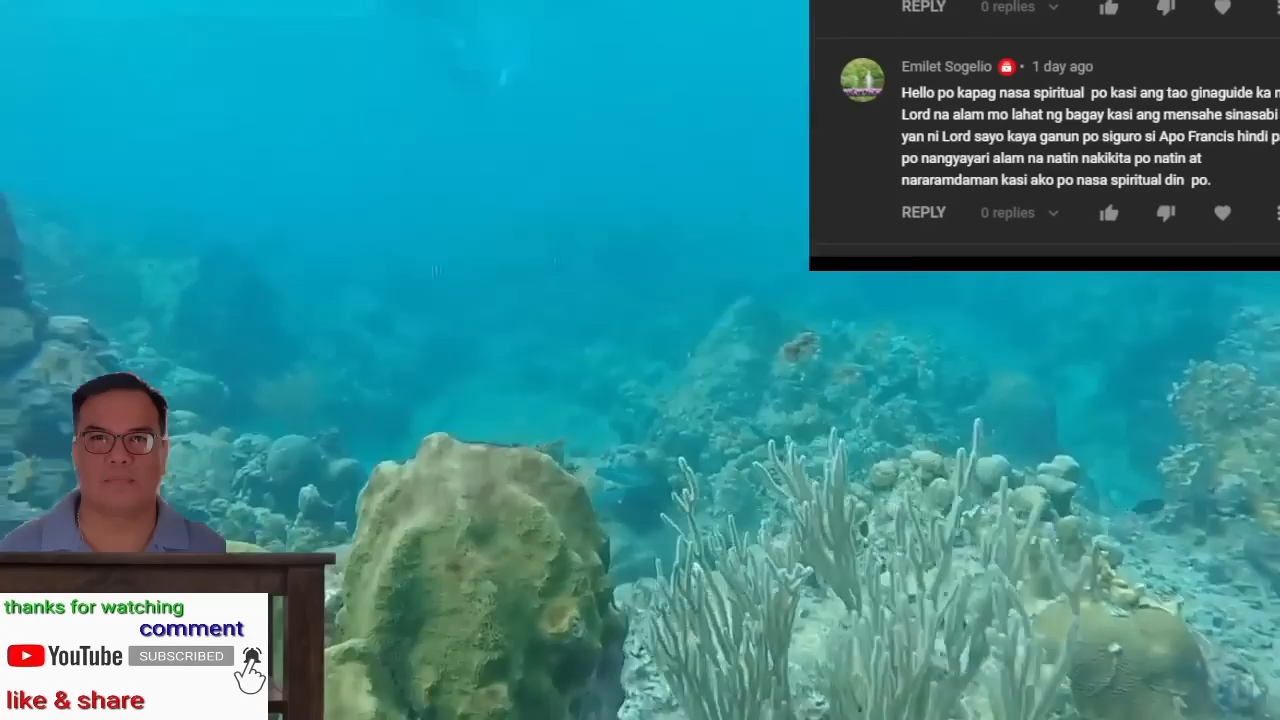 REPLY 0 replies
Emilet Sogelio • 1 day ago
Hello po kapag nasa spiritual po kasi ang tao ginaguide ka
Lord na alam mo lahat ng bagay kasi ang mensahe sinasabi
yan ni Lord sayo kaya ganun po siguro si Apo Francis hindi
po nangyayari alam na natin nakikita po natin at
nararamdaman kasi ako po nasa spiritual din po.
REPLY 0 replies
thanks for watching
comment
YouTube SUBSCRIBED
like & share